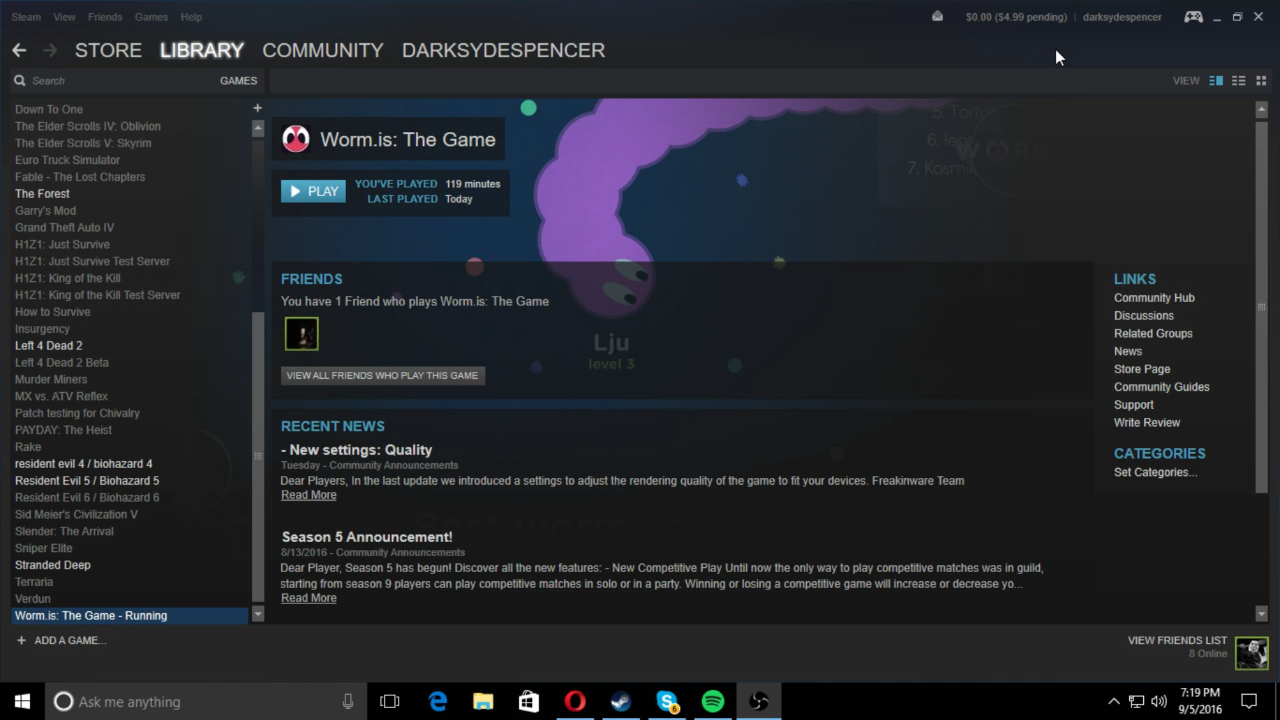 Steam View Friends Games Help
$0.00 ($4.99 pending) | darksydespencer
STORE LIBRARY COMMUNITY DARKSYDESPENCER
Search GAMES
VIEW
Down To One
The Elder Scrolls IV: Oblivion
The Elder Scrolls V: Skyrim
Euro Truck Simulator
Fable - The Lost Chapters
The Forest
Garry's Mod
Grand Theft Auto IV
H1Z1: Just Survive
H1Z1: Just Survive Test Server
H1Z1: King of the Kill
H1Z1: King of the Kill Test Server
How to Survive
Insurgency
Left 4 Dead 2
Left 4 Dead 2 Beta
Murder Miners
MX vs. ATV Reflex
Patch testing for Chivalry
PAYDAY: The Heist
Rake
resident evil 4 / biohazard 4
Resident Evil 5 / Biohazard 5
Resident Evil 6 / Biohazard 6
Sid Meier's Civilization V
Slender: The Arrival
Sniper Elite
Stranded Deep
Terraria
Verdun
Worm.is: The Game - Running
+ ADD A GAME...
Worm.is: The Game
PLAY
YOU'VE PLAYED 119 minutes
LAST PLAYED Today
5.
6.
7.
FRIENDS
You have 1 Friend who plays Worm.is: The Game
Lju
level 3
VIEW ALL FRIENDS WHO PLAY THIS GAME
RECENT NEWS
- New settings: Quality
Tuesday - Community Announcements
Dear Players, In the last update we introduced a settings to adjust the rendering quality of the game to fit your devices. Freakinware Team
Read More
Season 5 Announcement!
8/13/2016 - Community Announcements
Dear Player, Season 5 has begun! Discover all the new features: - New Competitive Play Until now the only way to play competitive matches was in guild,
starting from season 9 players can play competitive matches in solo or in a party. Winning or losing a competitive game will increase or decrease yo...
Read More
LINKS
Community Hub
Discussions
Related Groups
News
Store Page
Community Guides
Support
Write Review
CATEGORIES
Set Categories...
VIEW FRIENDS LIST
8 Online
Ask me anything
6
7:19 PM
9/5/2016